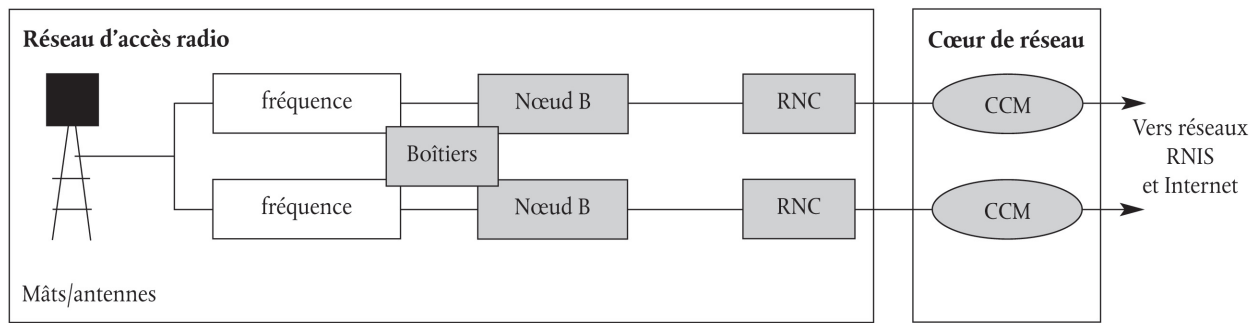 Réseau d'accès radio
Cœur de réseau
fréquence
Nœud B
RNC
CCM
Boîtiers
Vers réseaux
RNIS
et Internet
fréquence
Nœud B
RNC
CCM
Mâts/antennes